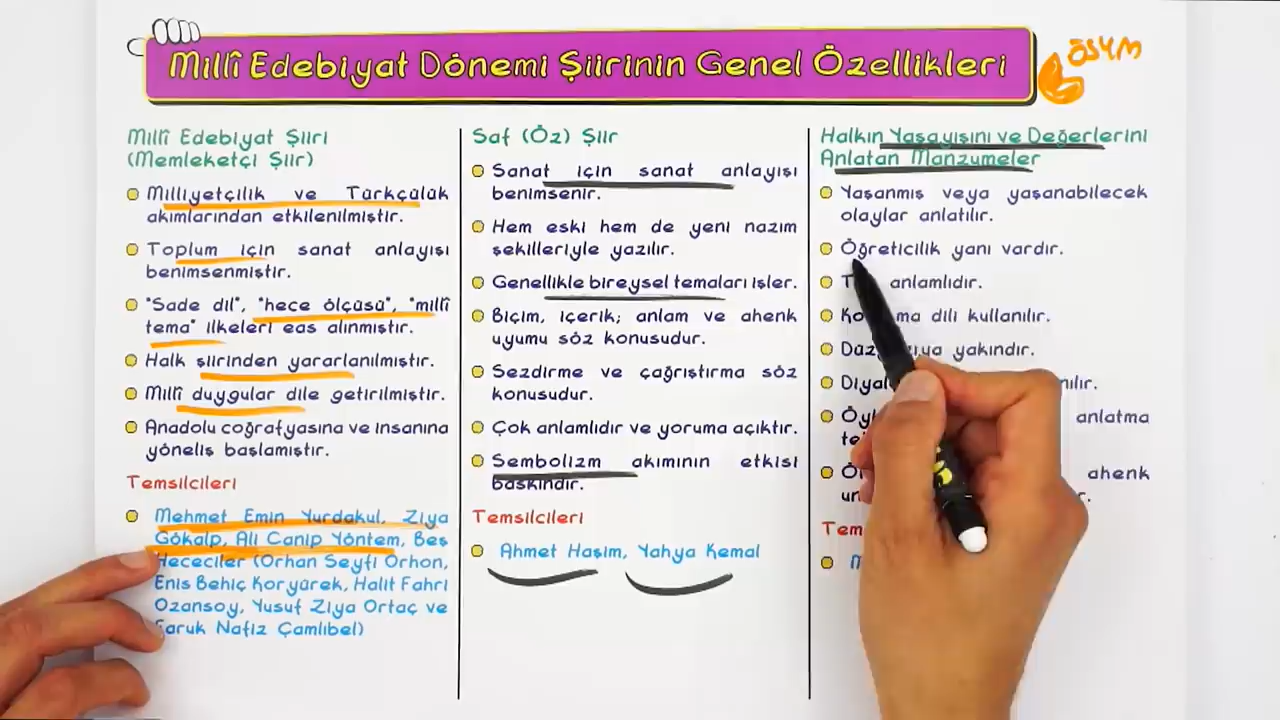 Millî Edebiyat Dönemi Şiirinin Genel Özellikleri
ÖSYM
Millî Edebiyat Şiiri
(Memleketçi Şiir)
Milliyetçilik ve Türkçülük
akımlarından etkilenilmiştir.
Toplum için sanat anlayışı
benimsenmiştir.
"Sade dil", "hece ölçüsü", "millî
tema" ilkeleri eas alınmıştır.
Halk şiirinden yararlanılmıştır.
Millî duygular dile getirilmiştir.
Anadolu coğrafyasına ve insanına
yöneliş başlamıştır.
Temsilcileri
Mehmet Emin Yurdakul, Ziya
Gökalp, Ali Canip Yöntem, Beş
Hececiler (Orhan Seyfi Orhon,
Enis Behiç Koryürek, Halit Fahri
Ozansoy, Yusuf Ziya Ortaç ve
Faruk Nafiz Çamlıbel)
Saf (Öz) Şiir
Sanat için sanat anlayışı
benimsenir.
Hem eski hem de yeni nazım
şekilleriyle yazılır.
Genellikle bireysel temaları işler.
Biçim, içerik; anlam ve ahenk
uyumu söz konusudur.
Sezdirme ve çağrıştırma söz
konusudur.
Çok anlamlıdır ve yoruma açıktır.
Sembolizm akımının etkisi
baskındır.
Temsilcileri
Ahmet Haşim, Yahya Kemal
Halkın Yaşayışını ve Değerlerini
Anlatan Manzumeler
Yaşanmış veya yaşanabilecek
olaylar anlatılır.
Öğreticilik yanı vardır.
anlamlıdır.
dili kullanılır.
yakındır.
anlatma
ahenk